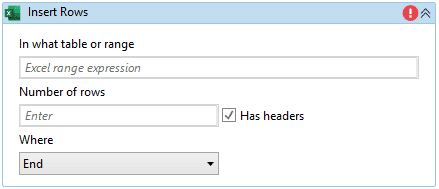 Insert Rows
In what table or range
Excel range expression
Number of rows
Enter
Has headers
Where
End